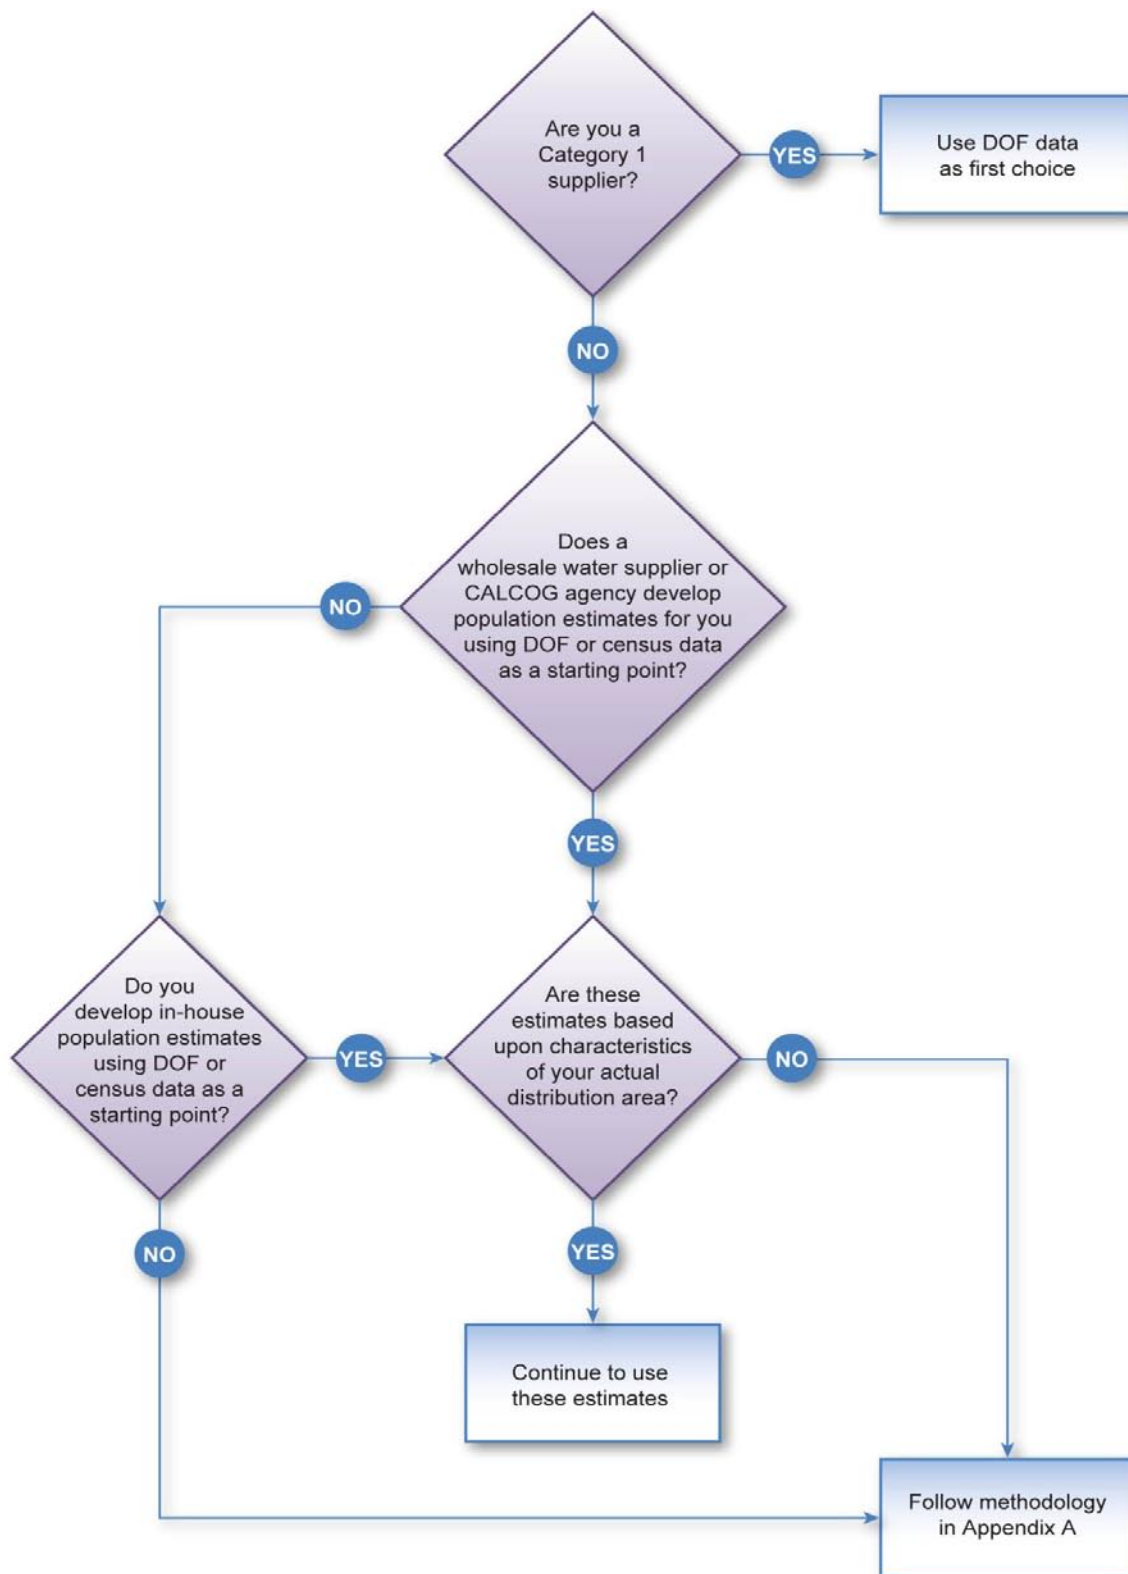 Are you a
Category 1
supplier?
YES
Use DOF data
as first choice
NO
Does a
wholesale water supplier or
CALCOG agency develop
population estimates for you
using DOF or census data
as a starting point?
NO
YES
Do you
develop in-house
population estimates
using DOF or
census data as a
starting point?
YES
Are these
estimates based
upon characteristics
of your actual
distribution area?
NO
NO
YES
Continue to use
these estimates
Follow methodology
in Appendix A